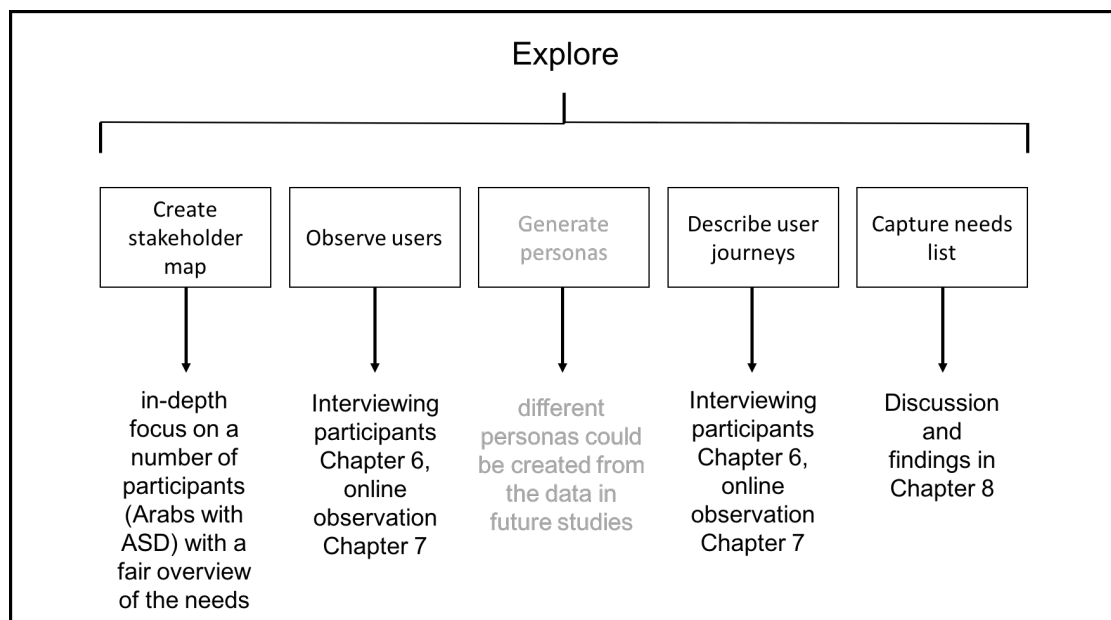 Explore
Create
stakeholder
map
Observe users
Generate
personas
Describe user
journeys
Capture needs
list
in-depth
focus on a
number of
participants
(Arabs with
ASD) with a
fair overview
of the needs
Interviewing
participants
Chapter 6,
online
observation
Chapter 7
different
personas could
be created from
the data in
future studies
Interviewing
participants
Chapter 6,
online
observation
Chapter 7
Discussion
and
findings in
Chapter 8